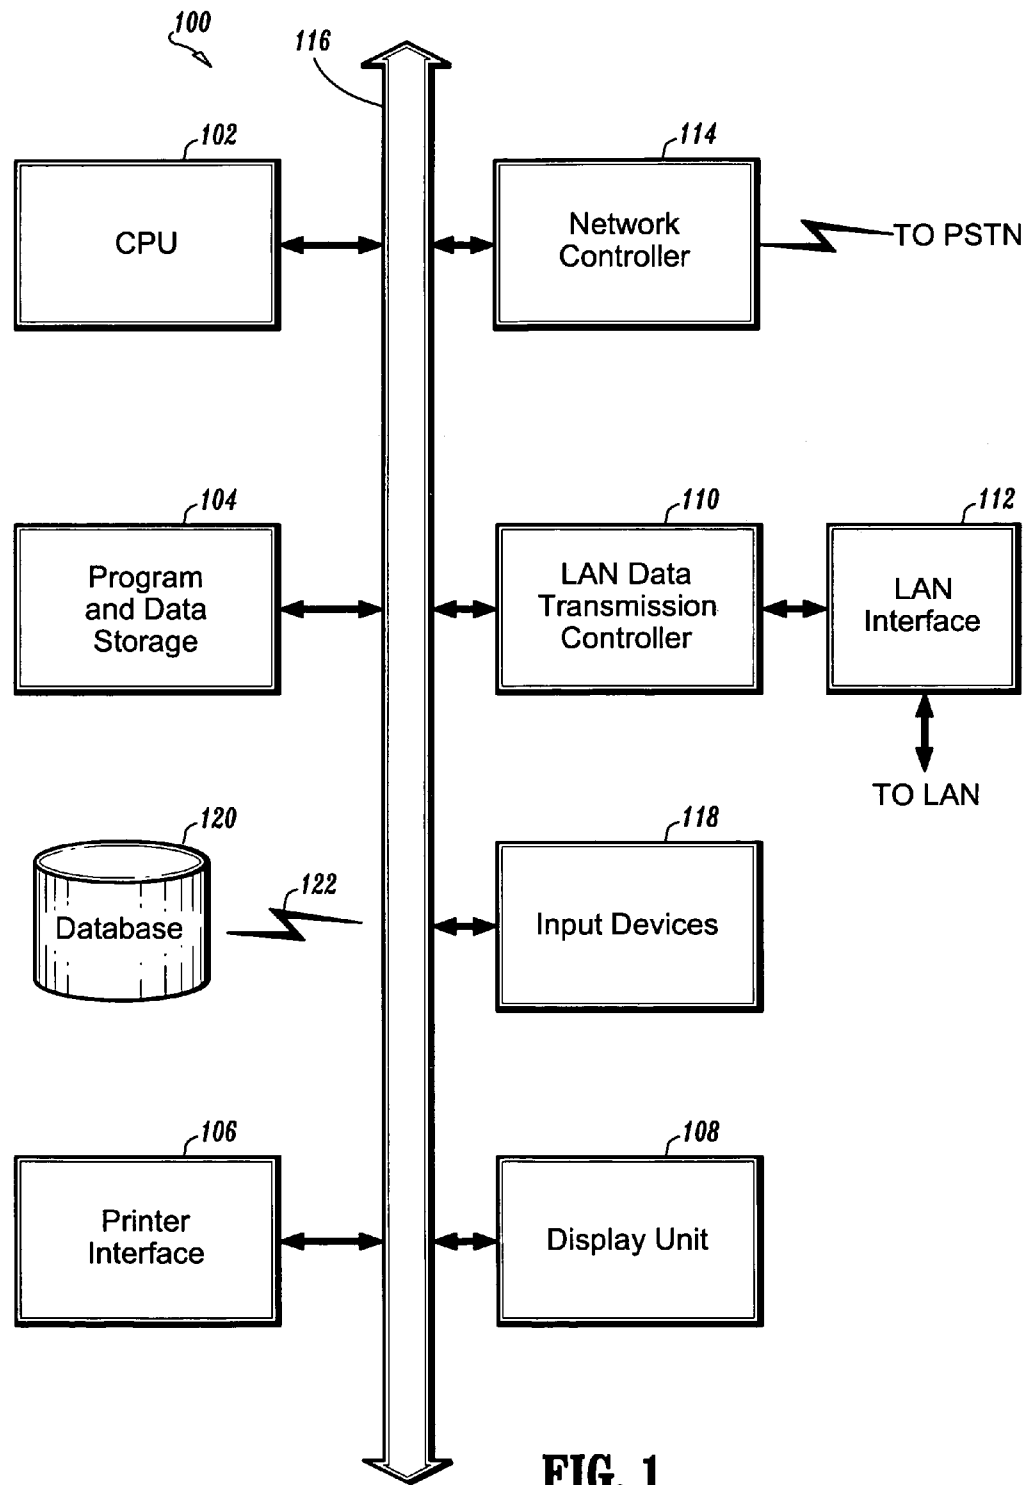 100
116
102
CPU
114
Network
Controller
TO PSTN
104
Program
and Data
Storage
110
LAN Data
Transmission
Controller
112
LAN
Interface
TO LAN
120
Database
122
118
Input Devices
106
Printer
Interface
108
Display Unit
FIG. 1